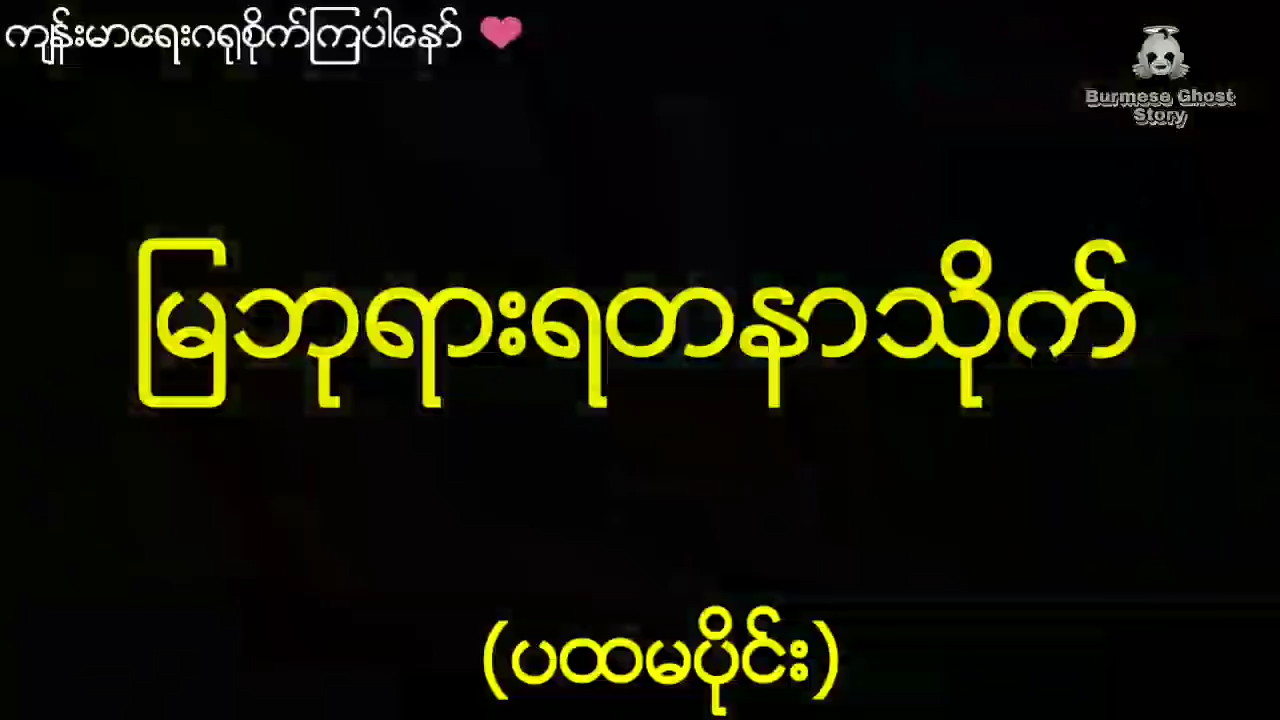 ကျန်းမာရေးဂရုစိုက်ကြပါနော် ❤
Burmese Ghost
Story
မြဘုရားရတနာသိုက်
(ပထမပိုင်း)